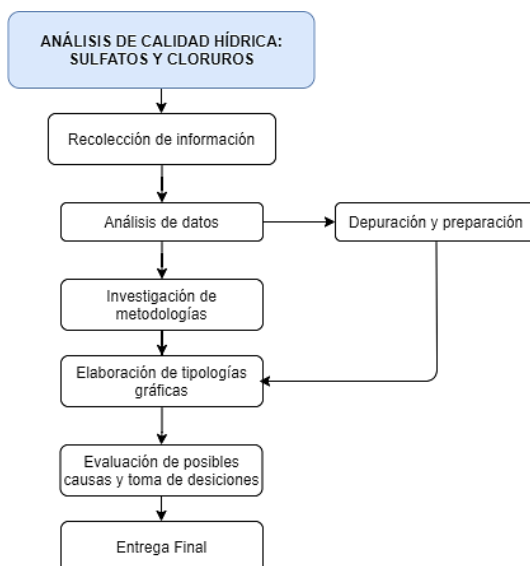 ANÁLISIS DE CALIDAD HÍDRICA:
SULFATOS Y CLORUROS
Recolección de información
Análisis de datos
Depuración y preparación
Investigación de
metodologías
Elaboración de tipologías
gráficas
Evaluación de posibles
causas y toma de desiciones
Entrega Final